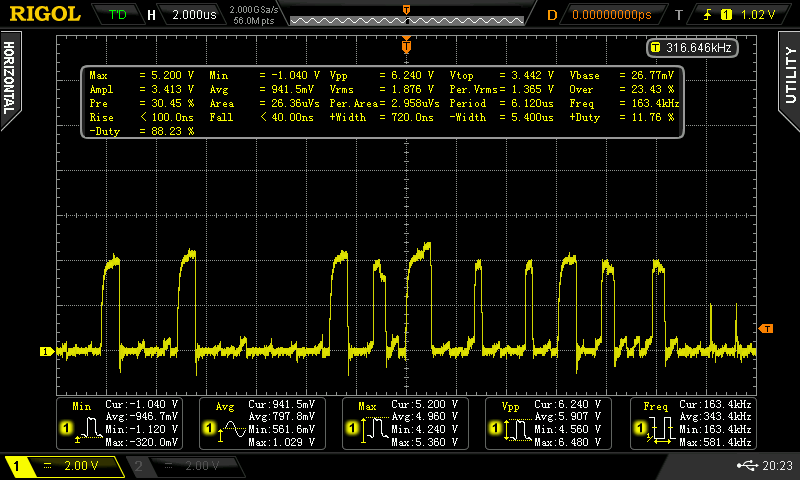 RIGOL T'D H 2.000us 2.000GSa/s 56.0M pts T D 0.00000000ps T 1 1.02 V
HORIZONTAL
UTILITY
T
T 316.646kHz
Max = 5.200 V Min = -1.040 V Vpp = 6.240 V Vtop = 3.442 V Vbase = 26.77mV
Ampl = 3.413 V Avg = 941.5mV Vrms = 1.876 V Per.Vrms= 1.365 V Over = 23.43 %
Pre = 30.45 % Area = 26.36uVs Per.Area= 2.958uVs Period = 6.120us Freq = 163.4kHz
Rise < 100.0ns Fall < 40.00ns +Width = 720.0ns -Width = 5.400us +Duty = 11.76 %
-Duty = 88.23 %
T
1
Min Cur:-1.040 V Avg Cur:941.5mV Max Cur:5.200 V Vpp Cur:6.240 V Freq Cur:163.4kHz
Avg:-946.7mV Avg:797.6mV Avg:4.960 V Avg:5.907 V Avg:343.4kHz
1 Min:-1.120 V 1 Min:561.6mV 1 Min:4.240 V 1 Min:4.560 V 1 Min:163.4kHz
Max:-320.0mV Max:1.029 V Max:5.360 V Max:6.480 V Max:581.4kHz
1 = 2.00 V 2 = 2.00 V 20:23